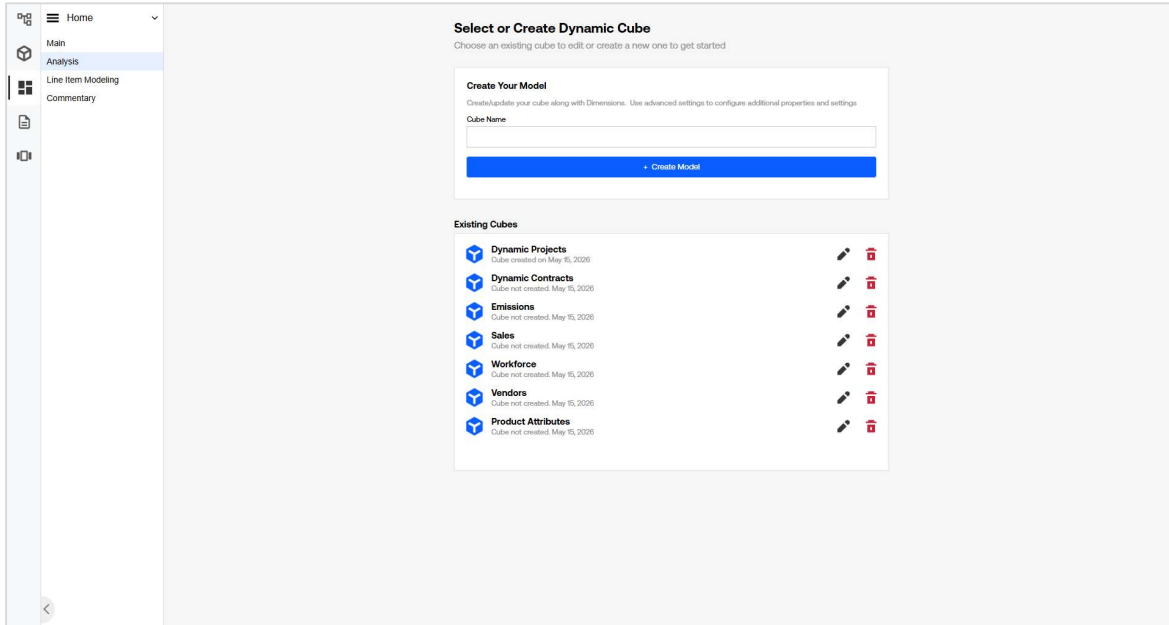 Home
Main
Analysis
Line Item Modeling
Commentary
Select or Create Dynamic Cube
Choose an existing cube to edit or create a new one to get started
Create Your Model
Create/update your cube along with Dimensions. Use advanced settings to configure additional properties and settings
Cube Name
+ Create Model
Existing Cubes
Dynamic Projects
Cube created on May 15, 2026
Dynamic Contracts
Cube not created. May 15, 2026
Emissions
Cube not created. May 15, 2026
Sales
Cube not created. May 15, 2026
Workforce
Cube not created. May 15, 2026
Vendors
Cube not created. May 15, 2026
Product Attributes
Cube not created. May 15, 2026